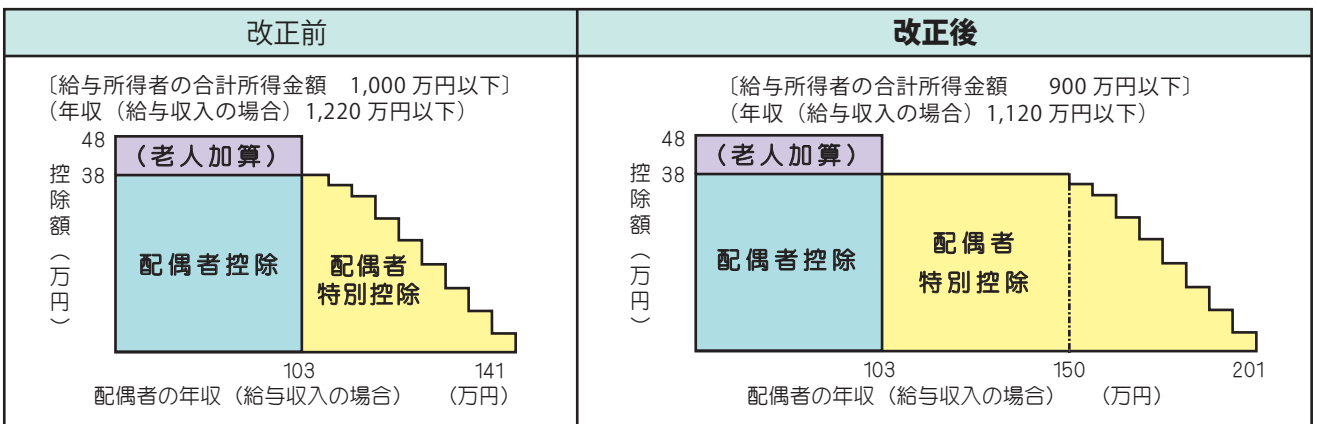 改正前
〔給与所得者の合計所得金額 1,000 万円以下〕
(年収(給与収入の場合)1,220 万円以下)
48
38
控除額(万円)
(老人加算)
配偶者控除
配偶者
特別控除
103
141
配偶者の年収(給与収入の場合) (万円)
改正後
〔給与所得者の合計所得金額 900 万円以下〕
(年収(給与収入の場合)1,120 万円以下)
48
38
控除額(万円)
(老人加算)
配偶者控除
配偶者
特別控除
103
150
201
配偶者の年収(給与収入の場合) (万円)